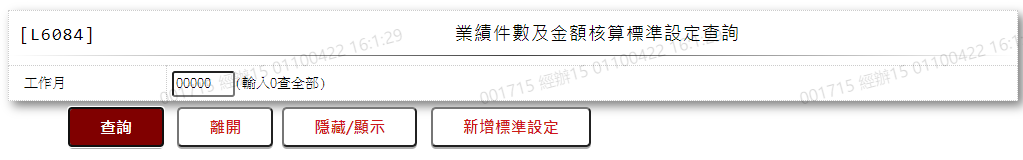 [L6084] 業績件數及金額核算標準設定查詢
工作月 00000 (輸入0查全部)
查詢 離開 隱藏/顯示 新增標準設定
001715 經辦15 01100422 16:1:29
001715 經辦15 01100422 16:1:29
001715 經辦15 01100422